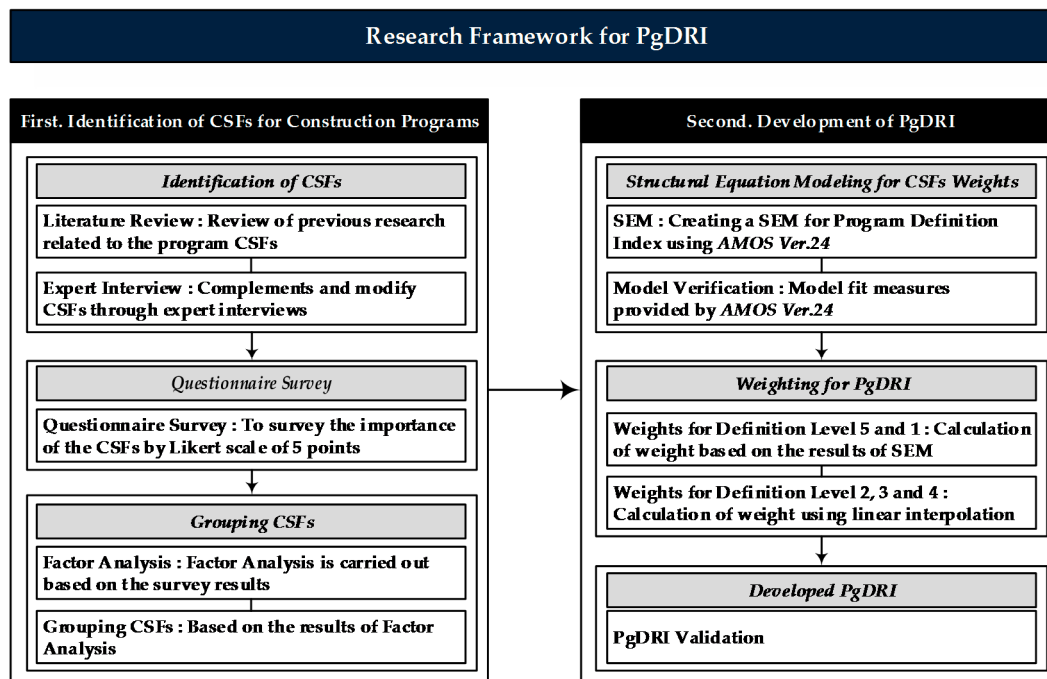 Research Framework for PgDRI
First. Identification of CSFs for Construction Programs
Identification of CSFs
Literature Review : Review of previous research
related to the program CSFs
Expert Interview : Complements and modify
CSFs through expert interviews
Questionnaire Survey
Questionnaire Survey : To survey the importance
of the CSFs by Likert scale of 5 points
Grouping CSFs
Factor Analysis : Factor Analysis is carried out
based on the survey results
Grouping CSFs : Based on the results of Factor
Analysis
Second. Development of PgDRI
Structural Equation Modeling for CSFs Weights
SEM : Creating a SEM for Program Definition
Index using AMOS Ver.24
Model Verification : Model fit measures
provided by AMOS Ver.24
Weighting for PgDRI
Weights for Definition Level 5 and 1 : Calculation
of weight based on the results of SEM
Weights for Definition Level 2, 3 and 4 :
Calculation of weight using linear interpolation
Developed PgDRI
PgDRI Validation